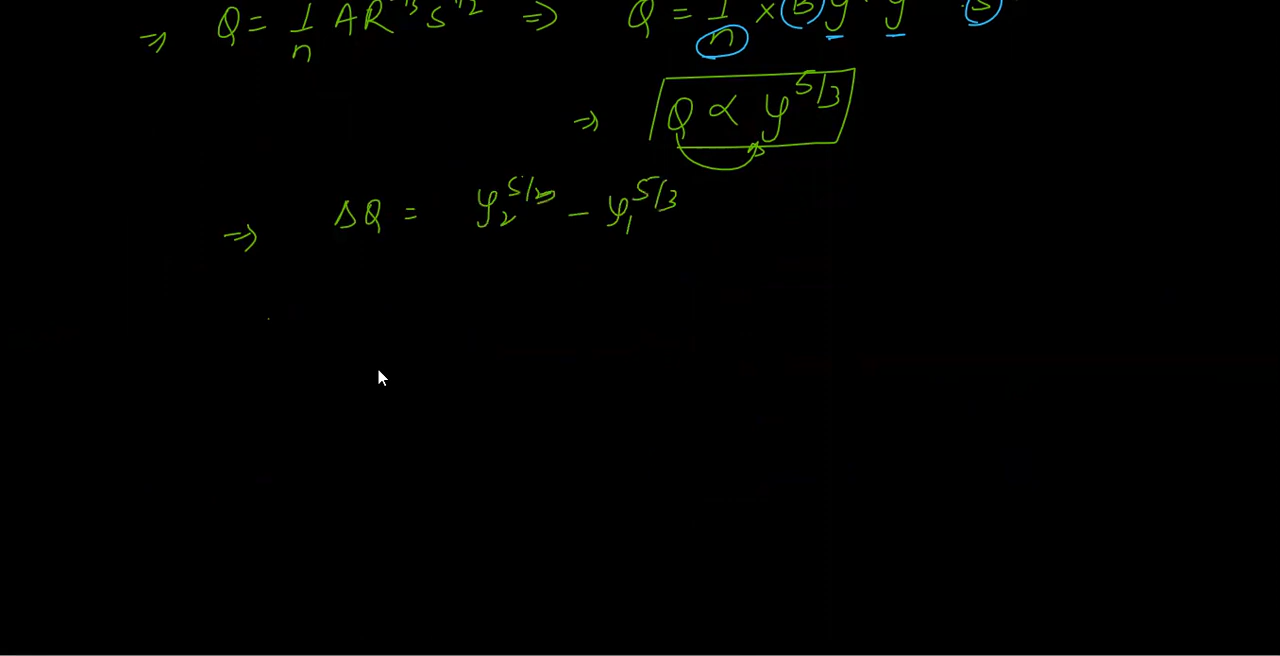 ⇒ Q = 1/n AR^2/3 S^1/2 ⇒ Q = 1/n × B y · y S
⇒ Q ∝ y^5/3
⇒ ΔQ = y₂^5/3 − y₁^5/3